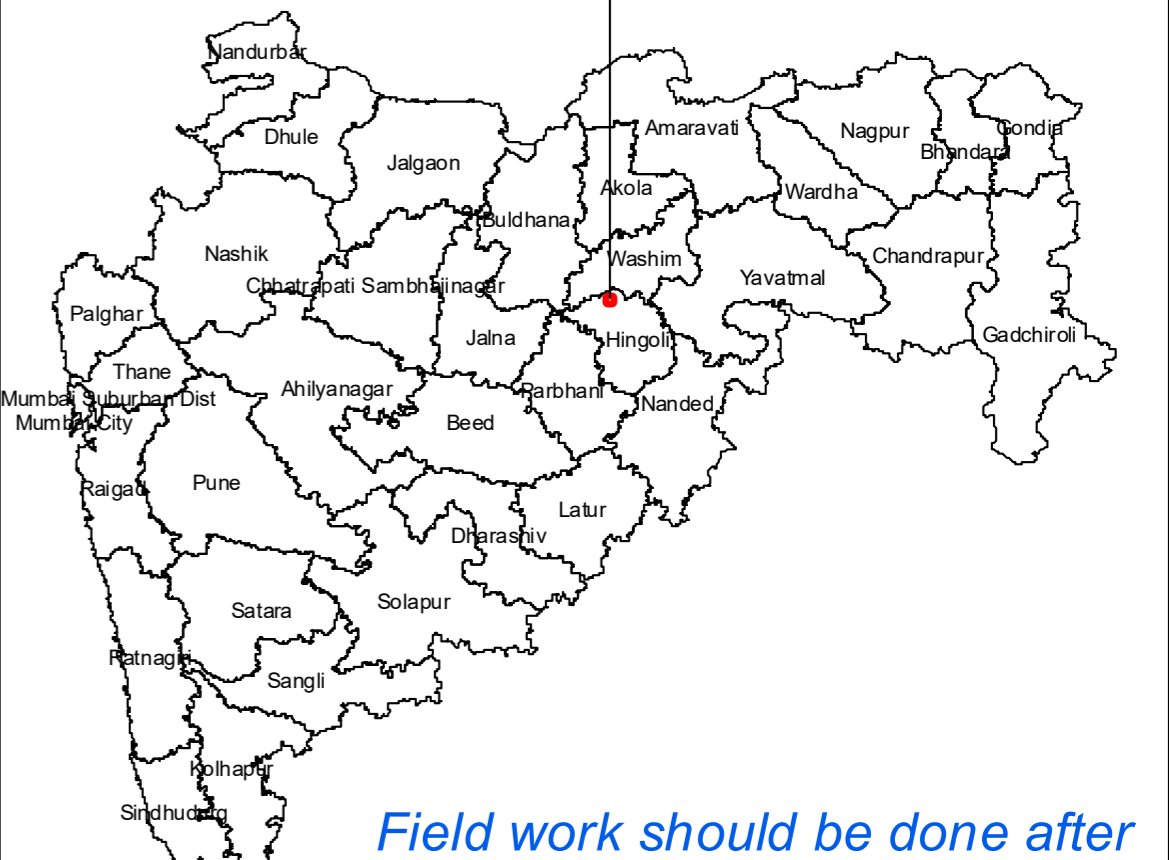 Nandurbar
Dhule
Jalgaon
Amaravati
Nagpur
Gondia
Bhandara
Akola
Wardha
Buldhana
Nashik
Washim
Chandrapur
Yavatmal
Chhatrapati Sambhajinagar
Palghar
Jalna
Hingoli
Gadchiroli
Thane
Ahilyanagar
Parbhani
Mumbai Suburban Dist
Nanded
Mumbai City
Beed
Raigad
Pune
Latur
Dharashiv
Satara
Solapur
Ratnagiri
Sangli
Kolhapur
Sindhudurg
Field work should be done after